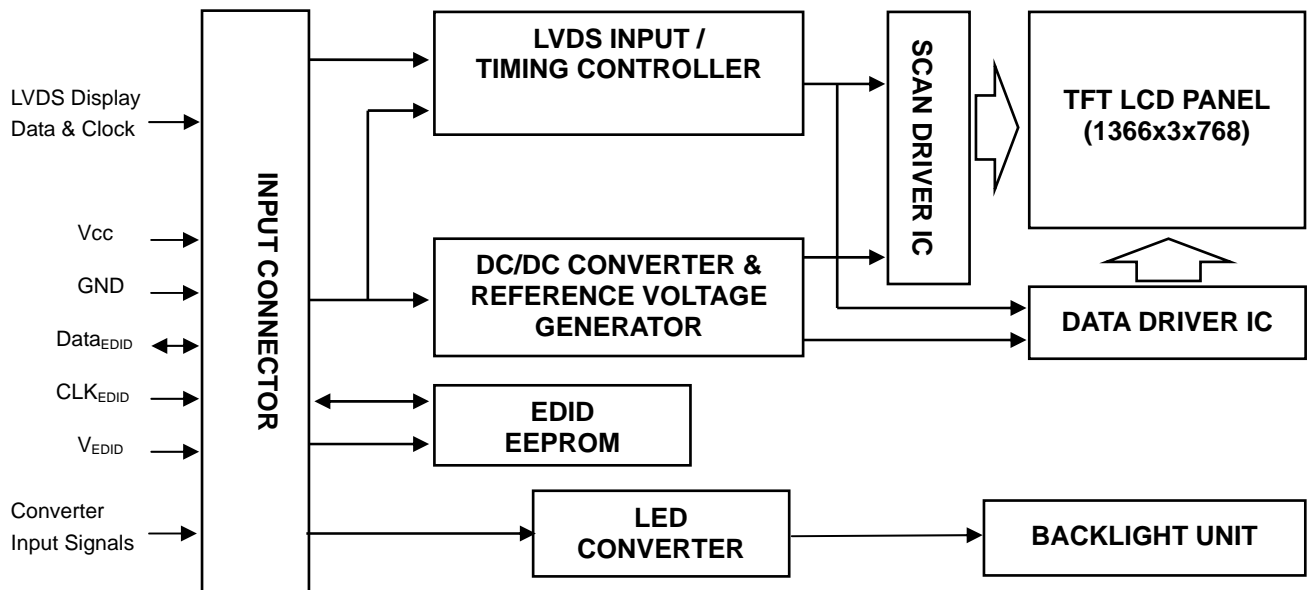 LVDS Display
Data & Clock
Vcc
GND
DataEDID
CLKEDID
VEDID
Converter
Input Signals
INPUT CONNECTOR
LVDS INPUT /
TIMING CONTROLLER
DC/DC CONVERTER &
REFERENCE VOLTAGE
GENERATOR
EDID
EEPROM
LED
CONVERTER
SCAN DRIVER IC
TFT LCD PANEL
(1366x3x768)
DATA DRIVER IC
BACKLIGHT UNIT